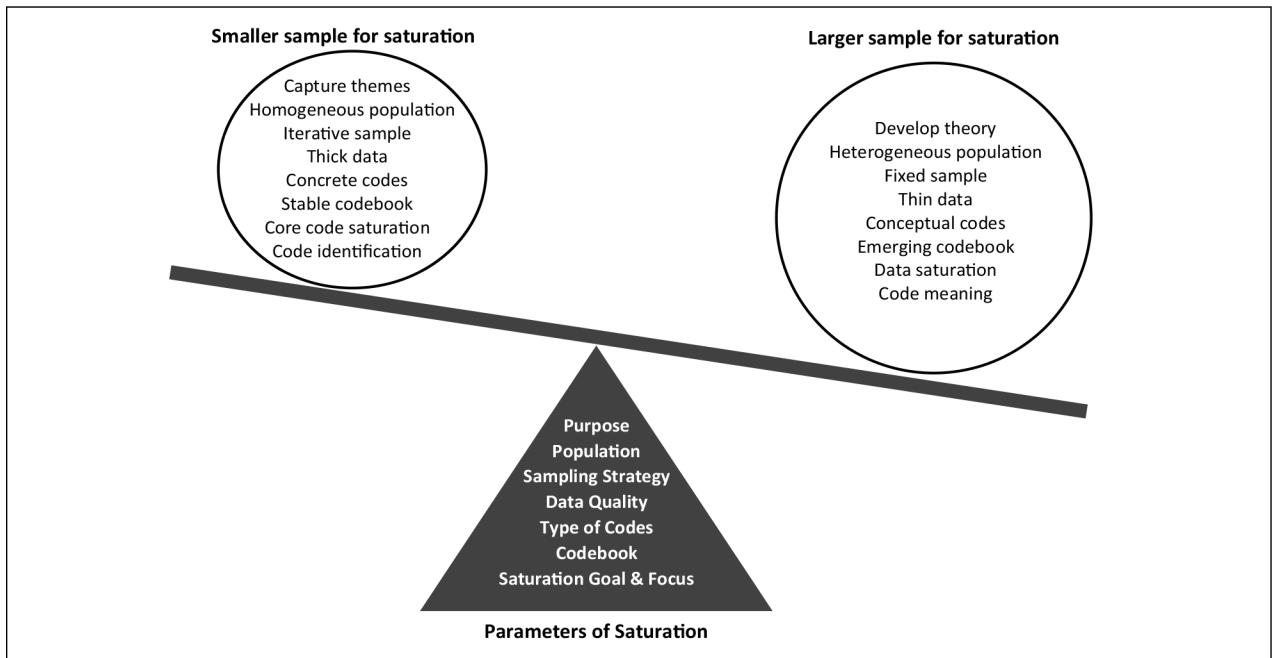 Smaller sample for saturation
Capture themes
Homogeneous population
Iterative sample
Thick data
Concrete codes
Stable codebook
Core code saturation
Code identification
Larger sample for saturation
Develop theory
Heterogeneous population
Fixed sample
Thin data
Conceptual codes
Emerging codebook
Data saturation
Code meaning
Purpose
Population
Sampling Strategy
Data Quality
Type of Codes
Codebook
Saturation Goal & Focus
Parameters of Saturation